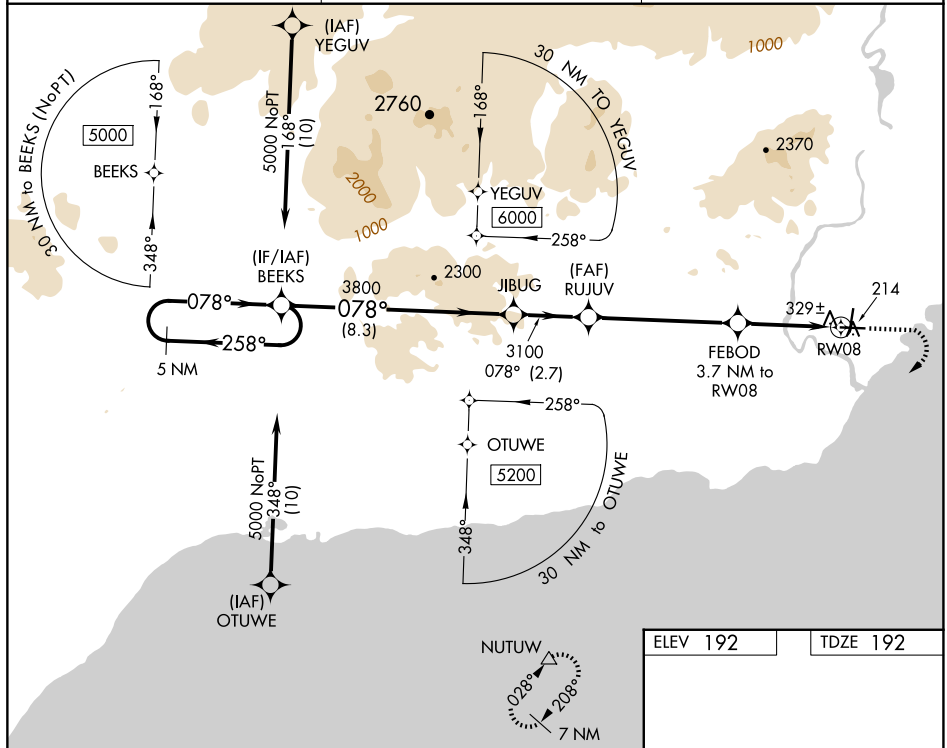 (IAF)
YEGUV
1000
30 NM to BEEKS (NoPT)
168°
5000
BEEKS
348°
5000 NoPT
168°
(10)
2760
2000
1000
30 NM TO YEGUV
168°
YEGUV
6000
258°
2370
(IF/IAF)
BEEKS
2300
3800
078°
078°
(8.3)
258°
5 NM
JIBUG
(FAF)
RUJUV
3100
078° (2.7)
329±
214
RW08
FEBOD
3.7 NM to
RW08
258°
OTUWE
5200
348°
30 NM to OTUWE
5000 NoPT
348°
(10)
(IAF)
OTUWE
NUTUW
028°
208°
7 NM
ELEV 192
TDZE 192